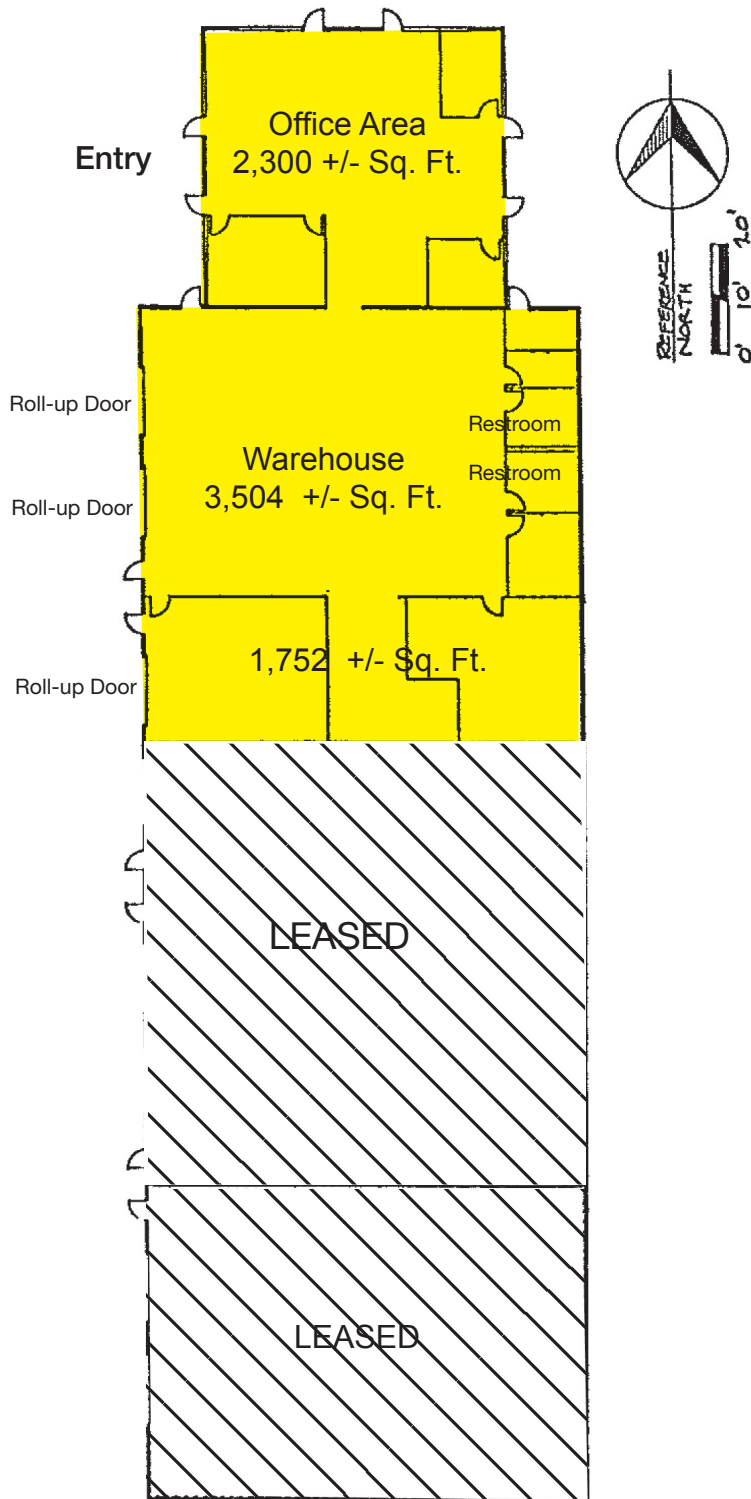 Office Area
2,300 +/- Sq. Ft.
Entry
REFERENCE
NORTH
0' 10' 20'
Roll-up Door
Restroom
Warehouse
3,504 +/- Sq. Ft.
Restroom
Roll-up Door
1,752 +/- Sq. Ft.
Roll-up Door
LEASED
LEASED